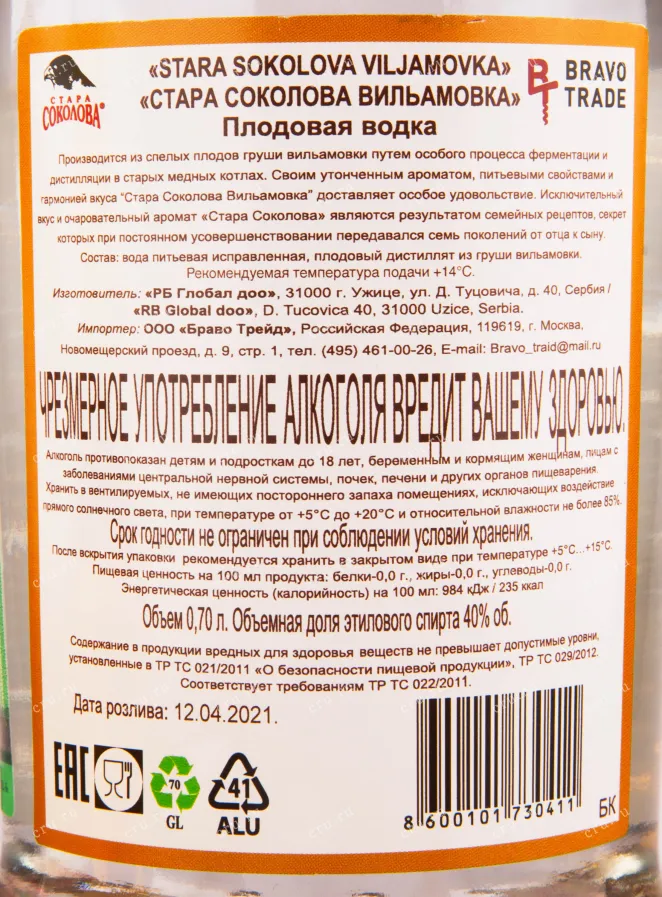 «STARA SOKOLOVA VILJAMOVKA»
«СТАРА СОКОЛОВА ВИЛЬАМОВКА»
Плодовая водка
СТАРА
СОКОЛОВА
BRAVO
TRADE
Производится из спелых плодов груши вильамовки путем особого процесса ферментации и
дистилляции в старых медных котлах. Своим утонченным ароматом, питьевыми свойствами и
гармонией вкуса "Стара Соколова Вильамовка" доставляет особое удовольствие. Исключительный
вкус и очаровательный аромат «Стара Соколова» являются результатом семейных рецептов, секрет
которых при постоянном усовершенствовании передавался семь поколений от отца к сыну.
Состав: вода питьевая исправленная, плодовый дистиллят из груши вильамовки.
Рекомендуемая температура подачи +14°С.
Изготовитель: «РБ Глобал доо», 31000 г. Ужице, ул. Д. Туцовича, д. 40, Сербия /
«RB Global doo», D. Tucovica 40, 31000 Uzice, Serbia.
Импортер: ООО «Браво Трейд», Российская Федерация, 119619, г. Москва,
Новомещерский проезд, д. 9, стр. 1, тел. (495) 461-00-26, E-mail: Bravo_traid@mail.ru
ЧРЕЗМЕРНОЕ УПОТРЕБЛЕНИЕ АЛКОГОЛЯ ВРЕДИТ ВАШЕМУ ЗДОРОВЬЮ.
Алкоголь противопоказан детям и подросткам до 18 лет, беременным и кормящим женщинам, лицам с
заболеваниями центральной нервной системы, почек, печени и других органов пищеварения.
Хранить в вентилируемых, не имеющих постороннего запаха помещениях, исключающих воздействие
прямого солнечного света, при температуре от +5°С до +20°С и относительной влажности не более 85%.
Срок годности не ограничен при соблюдении условий хранения.
После вскрытия упаковки рекомендуется хранить в закрытом виде при температуре +5°С...+15°С.
Пищевая ценность на 100 мл продукта: белки-0,0 г., жиры-0,0 г., углеводы-0,0 г.
Энергетическая ценность (калорийность) на 100 мл: 984 кДж / 235 ккал
Объем 0,70 л. Объемная доля этилового спирта 40% об.
Содержание в продукции вредных для здоровья веществ не превышает допустимые уровни,
установленные в ТР ТС 021/2011 «О безопасности пищевой продукции», ТР ТС 029/2012.
Соответствует требованиям ТР ТС 022/2011.
Дата розлива: 12.04.2021.
EAC
70
GL
41
ALU
8 600101 730411
БК